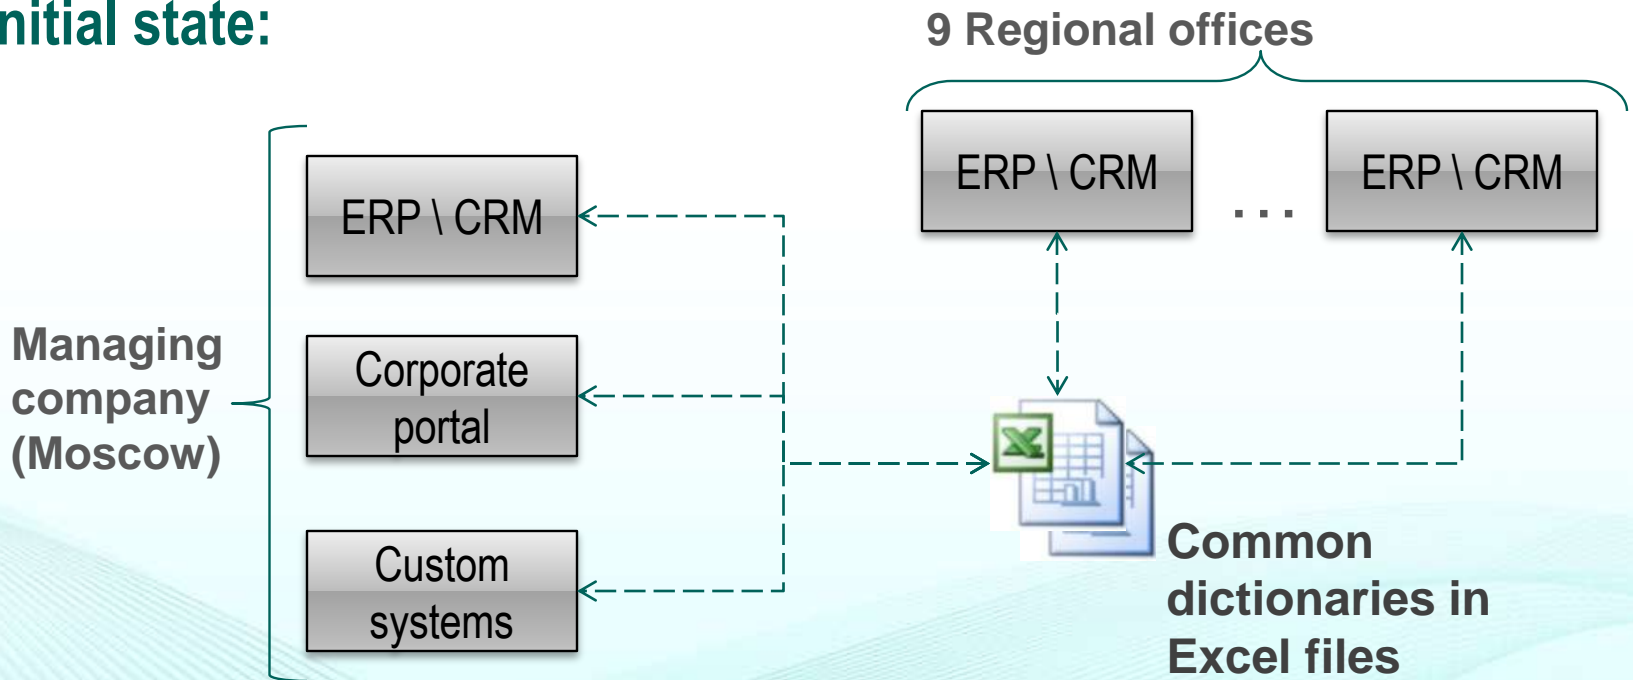 nitial state:
9 Regional offices
ERP \ CRM
ERP \ CRM
...
ERP \ CRM
Managing
company
(Moscow)
Corporate
portal
Custom
systems
Common
dictionaries in
Excel files